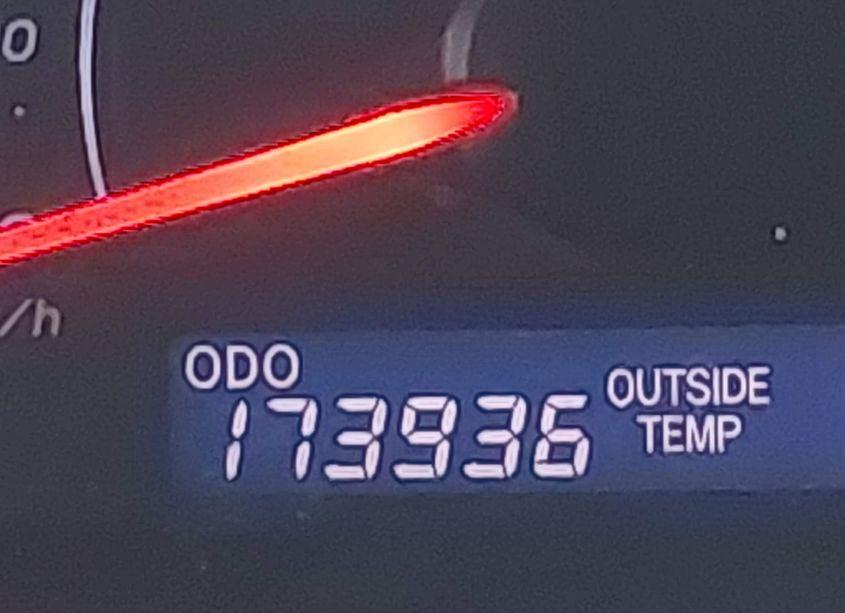 0
/h
ODO
173936
OUTSIDE
TEMP